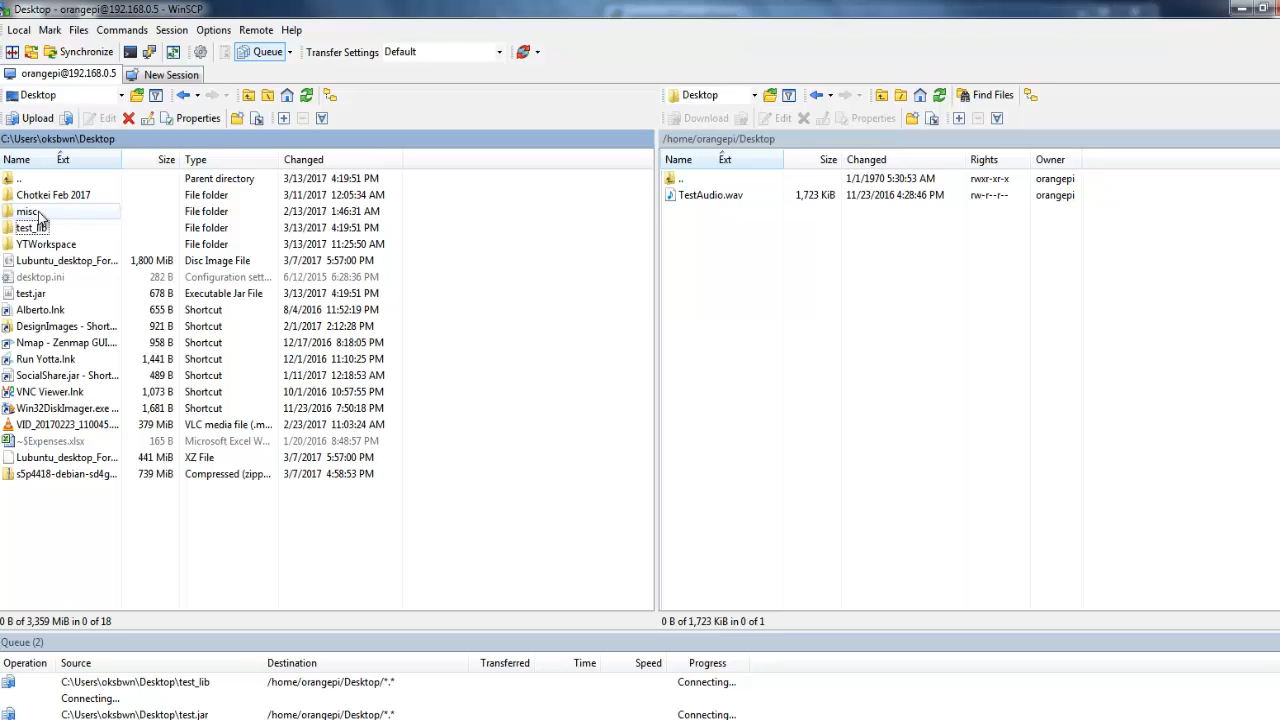 Desktop - orangepi@192.168.0.5 - WinSCP
Local Mark Files Commands Session Options Remote Help
Synchronize Queue Transfer Settings Default
orangepi@192.168.0.5 New Session
Desktop
Upload Edit Properties
C:\Users\oksbwn\Desktop
Name Ext Size Type Changed
.. Parent directory 3/13/2017 4:19:51 PM
Chotkei Feb 2017 File folder 3/11/2017 12:05:34 AM
misc File folder 2/13/2017 1:46:31 AM
test_lib File folder 3/13/2017 4:19:51 PM
YTWorkspace File folder 3/13/2017 11:25:50 AM
Lubuntu_desktop_For... 1,800 MiB Disc Image File 3/7/2017 5:57:00 PM
desktop.ini 282 B Configuration sett... 6/12/2015 6:28:36 PM
test.jar 678 B Executable Jar File 3/13/2017 4:19:51 PM
Alberto.lnk 655 B Shortcut 8/4/2016 11:52:19 PM
DesignImages - Short... 921 B Shortcut 2/1/2017 2:12:28 PM
Nmap - Zenmap GUI.... 958 B Shortcut 12/17/2016 8:18:05 PM
Run Yotta.lnk 1,441 B Shortcut 12/1/2016 11:10:25 PM
SocialShare.jar - Short... 489 B Shortcut 1/11/2017 12:18:53 AM
VNC Viewer.lnk 1,073 B Shortcut 10/1/2016 10:57:55 PM
Win32DiskImager.exe ... 1,681 B Shortcut 11/23/2016 7:50:18 PM
VID_20170223_110045.... 379 MiB VLC media file (.m... 2/23/2017 11:03:24 AM
~$Expenses.xlsx 165 B Microsoft Excel W... 1/20/2016 8:48:57 PM
Lubuntu_desktop_For... 441 MiB XZ File 3/7/2017 5:57:00 PM
s5p4418-debian-sd4g... 739 MiB Compressed (zipp... 3/7/2017 4:58:53 PM
0 B of 3,359 MiB in 0 of 18
Desktop Find Files
Download Edit Properties
/home/orangepi/Desktop
Name Ext Size Changed Rights Owner
.. 1/1/1970 5:30:53 AM rwxr-xr-x orangepi
TestAudio.wav 1,723 KiB 11/23/2016 4:28:46 PM rw-r--r-- orangepi
0 B of 1,723 KiB in 0 of 1
Queue (2)
Operation Source Destination Transferred Time Speed Progress
C:\Users\oksbwn\Desktop\test_lib /home/orangepi/Desktop/*.* Connecting...
Connecting...
C:\Users\oksbwn\Desktop\test.jar /home/orangepi/Desktop/*.* Connecting...